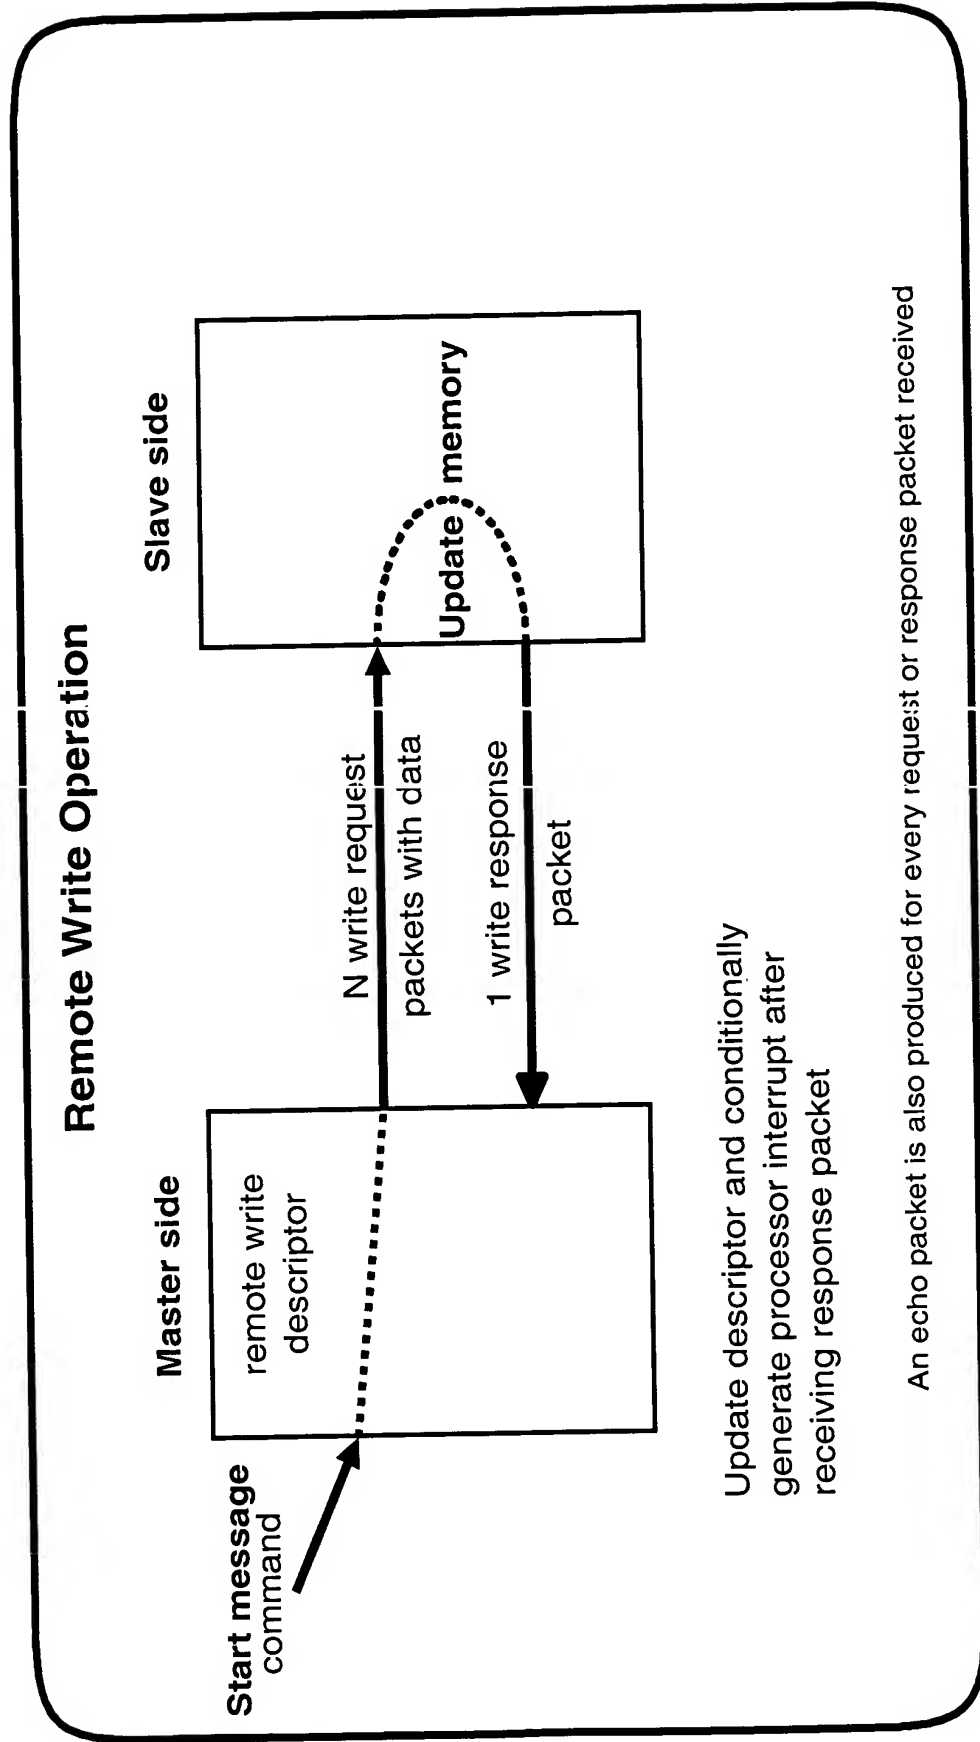 Remote Write Operation
Master side
Slave side
Start message
command
remote write
descriptor
N write request
packets with data
Update memory
1 write response
packet
Update descriptor and conditionally
generate processor interrupt after
receiving response packet
An echo packet is also produced for every request or response packet received